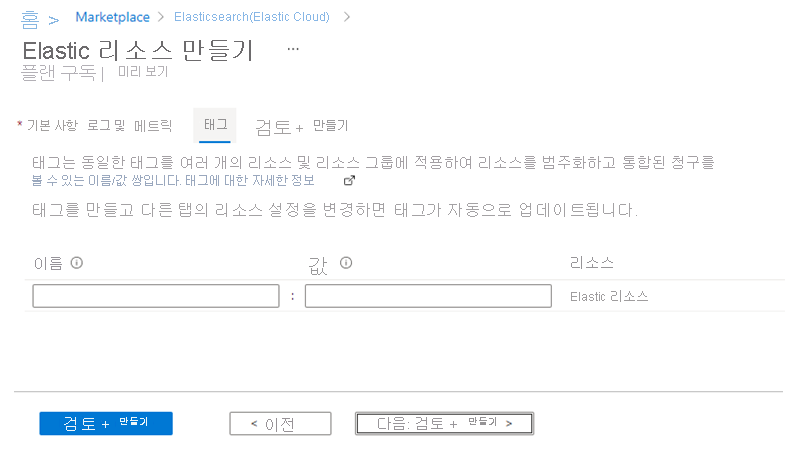 홈 > Marketplace > Elasticsearch(Elastic Cloud) >
Elastic 리소스 만들기 ...
플랜 구독 | 미리 보기
* 기본 사항 로그 및 메트릭 태그 검토 + 만들기
태그는 동일한 태그를 여러 개의 리소스 및 리소스 그룹에 적용하여 리소스를 범주화하고 통합된 청구를
볼 수 있는 이름/값 쌍입니다. 태그에 대한 자세한 정보
태그를 만들고 다른 탭의 리소스 설정을 변경하면 태그가 자동으로 업데이트됩니다.
이름 값 리소스
: Elastic 리소스
검토 + 만들기 < 이전 다음: 검토 + 만들기 >